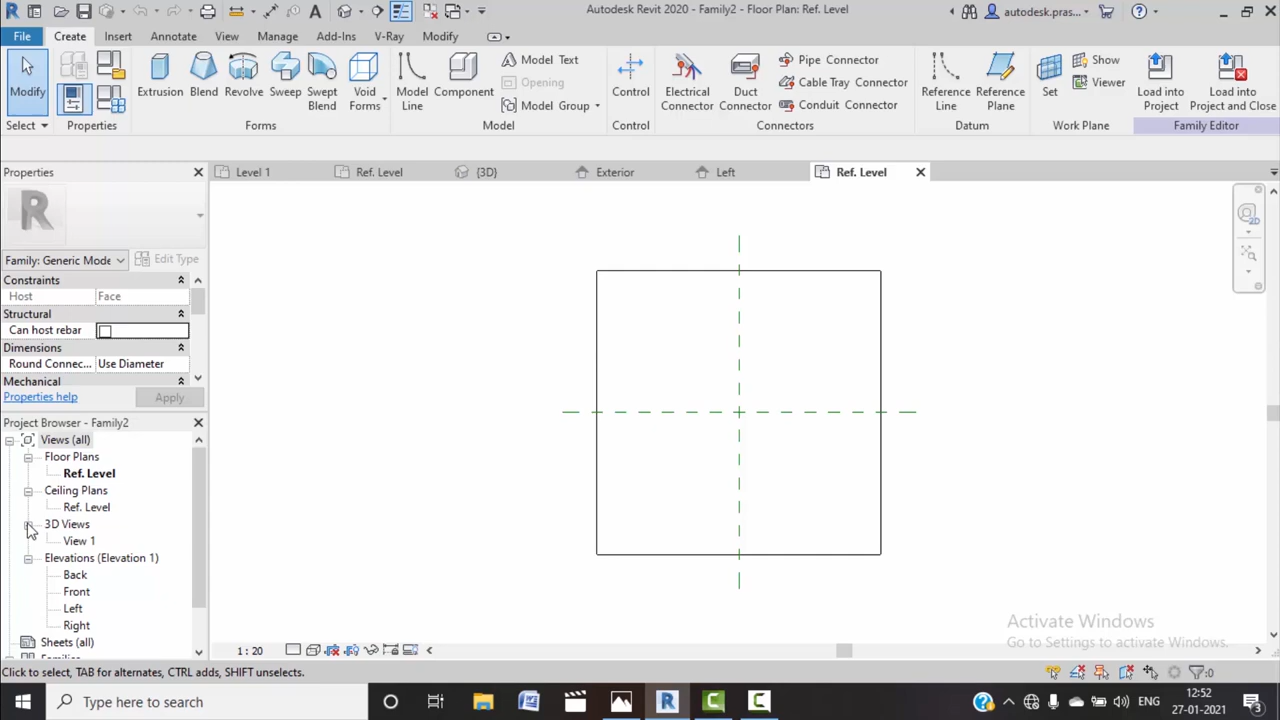 Autodesk Revit 2020 - Family2 - Floor Plan: Ref. Level
autodesk.pras...
File Create Insert Annotate View Manage Add-Ins V-Ray Modify
Modify
Extrusion Blend Revolve Sweep Swept Blend Void Forms
Model Line Component
Model Text
Opening
Model Group
Control
Electrical Connector Duct Connector
Pipe Connector
Cable Tray Connector
Conduit Connector
Reference Line Reference Plane
Set
Show
Viewer
Load into Project Load into Project and Close
Select Properties Forms Model Control Connectors Datum Work Plane Family Editor
Properties
Level 1 Ref. Level {3D} Exterior Left Ref. Level
R
Family: Generic Mode Edit Type
Constraints
Host Face
Structural
Can host rebar
Dimensions
Round Connec... Use Diameter
Mechanical
Properties help Apply
Project Browser - Family2
Views (all)
Floor Plans
Ref. Level
Ceiling Plans
Ref. Level
3D Views
View 1
Elevations (Elevation 1)
Back
Front
Left
Right
Sheets (all)
Families
2D
1 : 20
Activate Windows
Go to Settings to activate Windows.
Click to select, TAB for alternates, CTRL adds, SHIFT unselects.
:0
Type here to search
ENG
12:52
27-01-2021
3